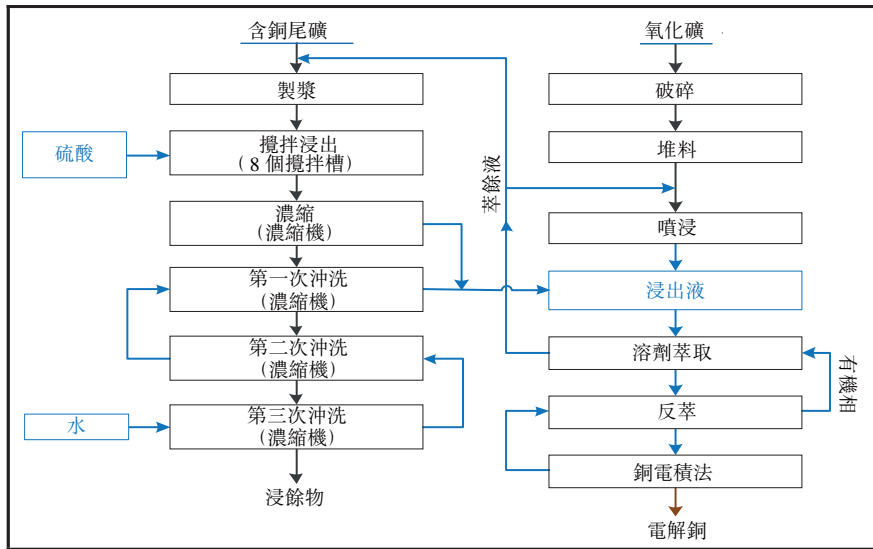 含銅尾礦
製漿
硫酸
攪拌浸出
(8 個攪拌槽)
濃縮
(濃縮機)
第一次沖洗
(濃縮機)
第二次沖洗
(濃縮機)
水
第三次沖洗
(濃縮機)
浸餘物
萃餘液
氧化礦
破碎
堆料
噴浸
浸出液
溶劑萃取
有機相
反萃
銅電積法
電解銅